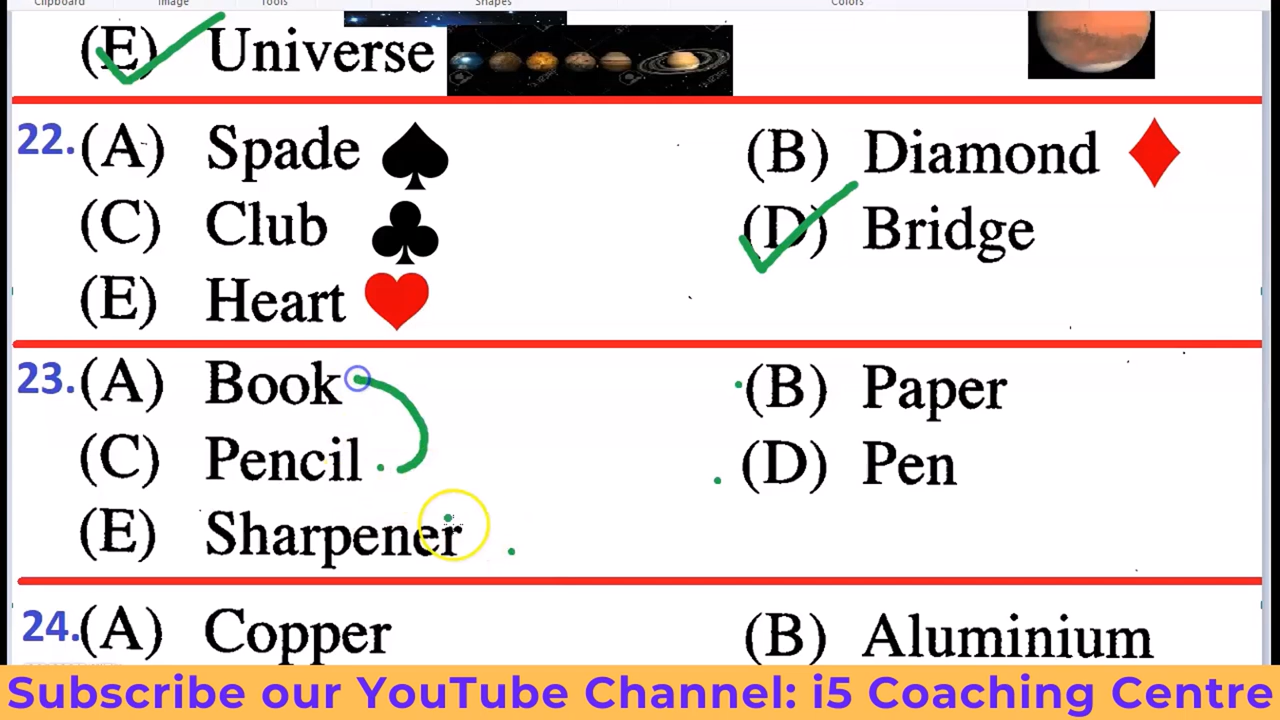 Clipboard Image Tools Shapes Colors
(E) Universe
22. (A) Spade (B) Diamond
(C) Club (D) Bridge
(E) Heart
23. (A) Book (B) Paper
(C) Pencil (D) Pen
(E) Sharpener
24. (A) Copper (B) Aluminium
Subscribe our YouTube Channel: i5 Coaching Centre